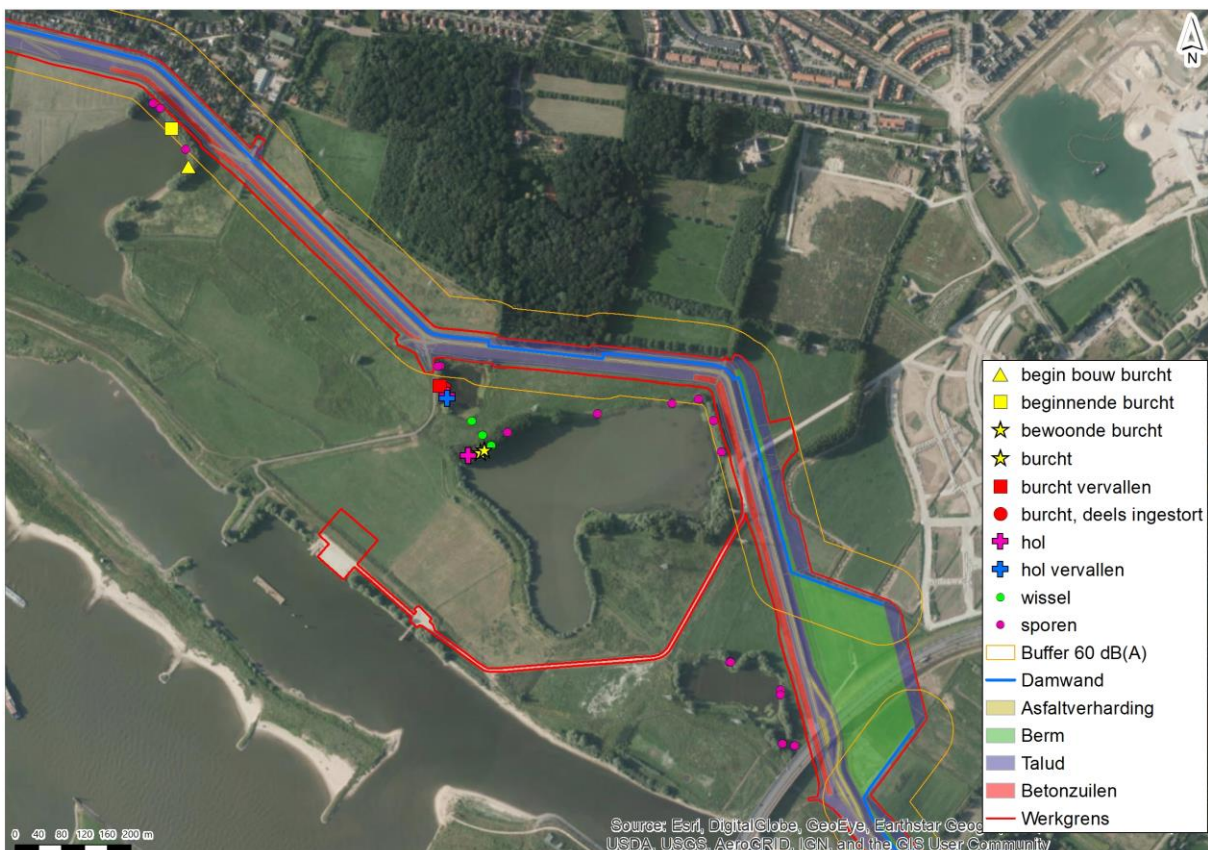 N
begin bouw burcht
beginnende burcht
bewoonde burcht
burcht
burcht vervallen
burcht, deels ingestort
hol
hol vervallen
wissel
sporen
Buffer 60 dB(A)
Damwand
Asfaltverharding
Berm
Talud
Betonzuilen
Werkgrens
0 40 80 120 160 200 m
Source: Esri, DigitalGlobe, GeoEye, Earthstar Geog
USDA, USGS, AeroGRID, IGN, and the GIS User Community